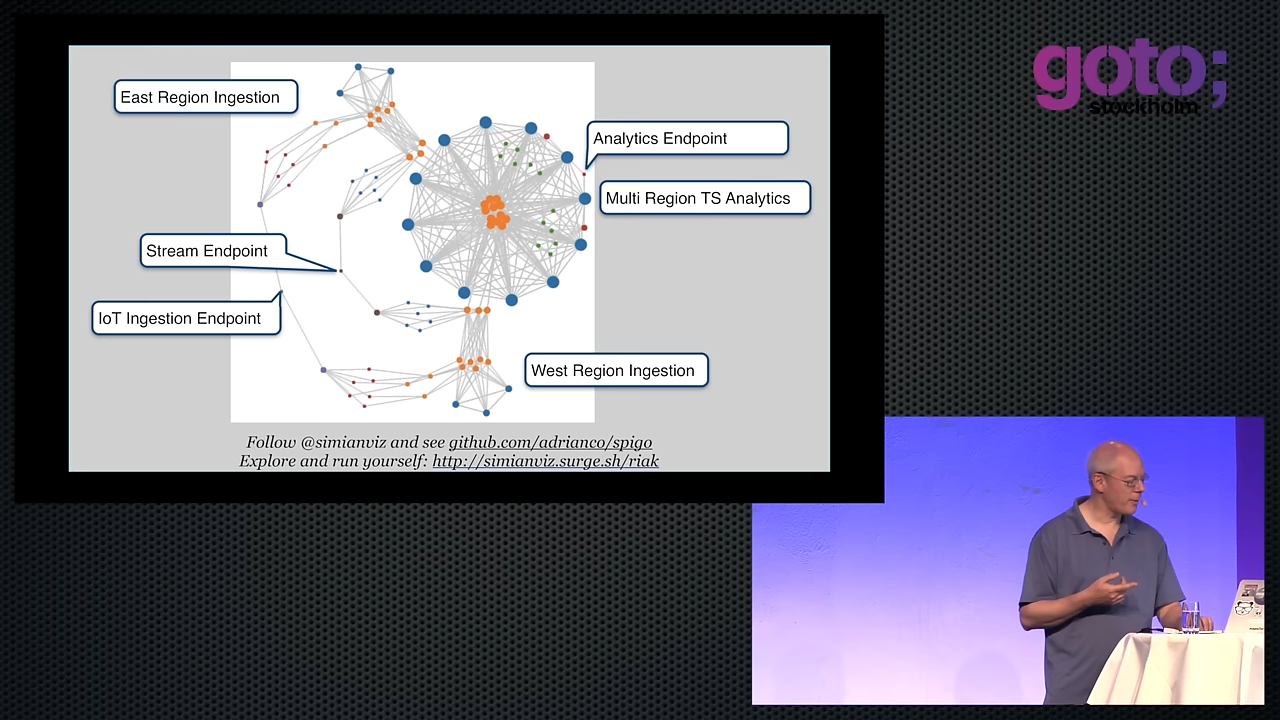 goto;
stockholm
East Region Ingestion
Analytics Endpoint
Multi Region TS Analytics
Stream Endpoint
IoT Ingestion Endpoint
West Region Ingestion
Follow @simianviz and see github.com/adrianco/spigo
Explore and run yourself: http://simianviz.surge.sh/riak